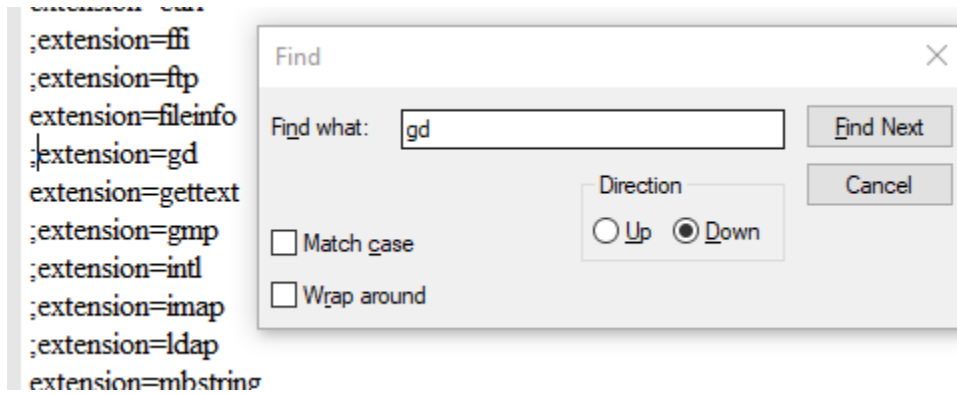 ;extension=ffi
;extension=ftp
extension=fileinfo
;extension=gd
extension=gettext
;extension=gmp
;extension=intl
;extension=imap
;extension=ldap
extension=mbstring
Find
Find what: gd
Find Next
Direction
Cancel
Up Down
Match case
Wrap around